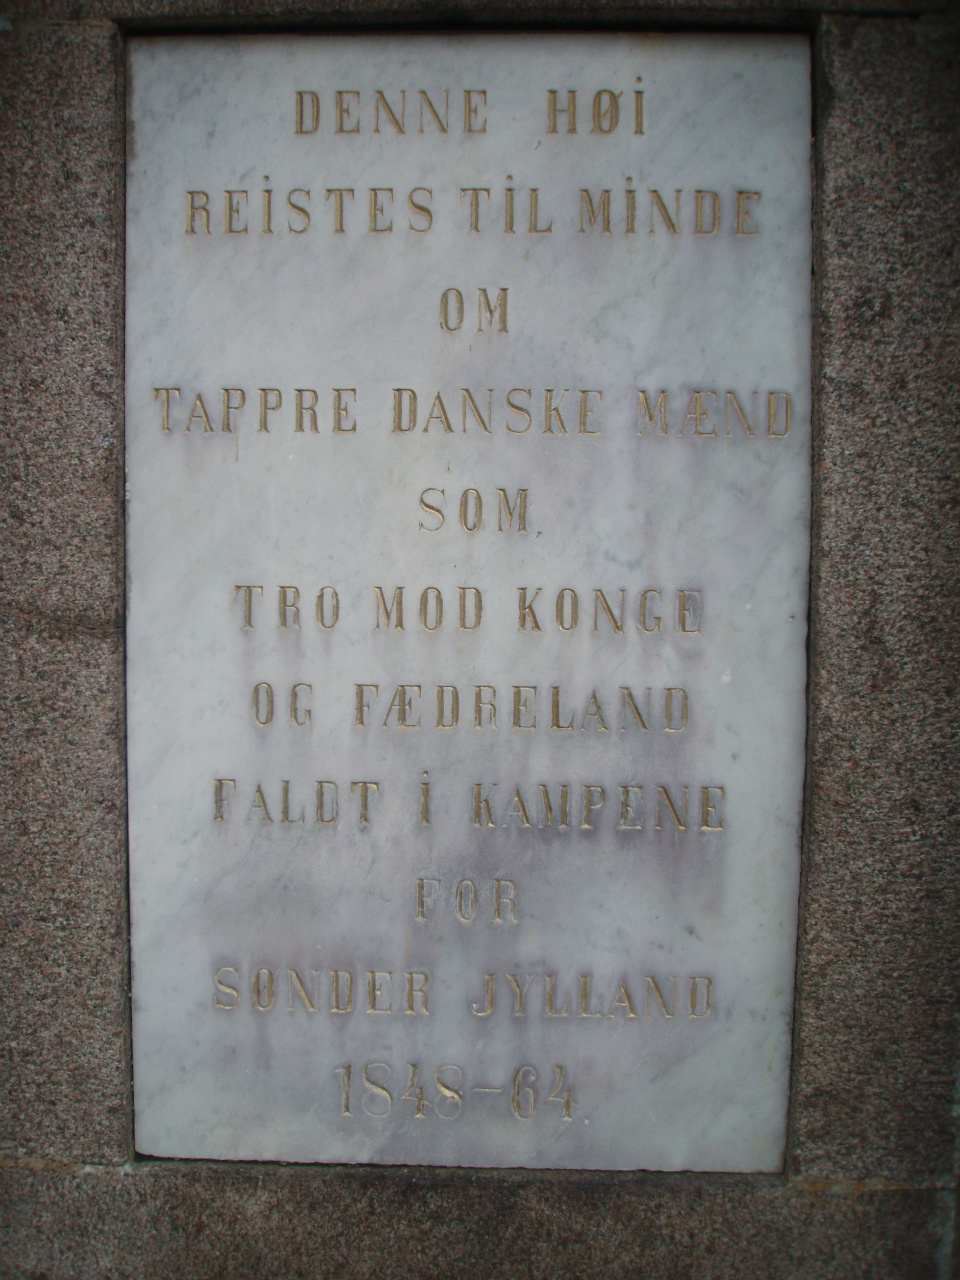 DENNE HØI
REISTES TIL MINDE
OM
TAPPRE DANSKE MÆND
SOM
TRO MOD KONGE
OG FÆDRELAND
FALDT I KAMPENE
FOR
SØNDER JYLLAND
1848-64.